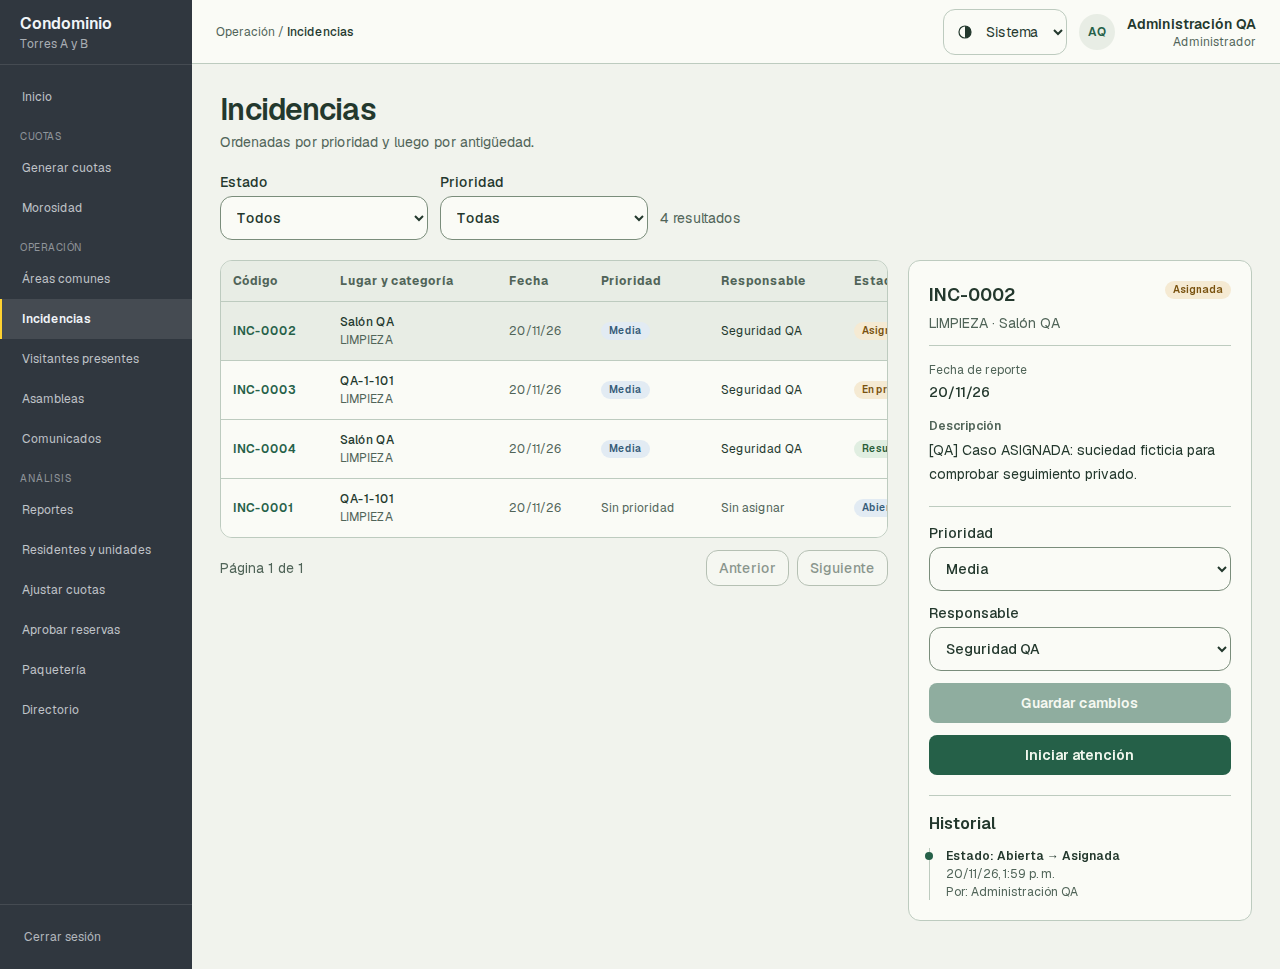 Condominio
Torres A y B
Inicio
CUOTAS
Generar cuotas
Morosidad
OPERACIÓN
Áreas comunes
Incidencias
Visitantes presentes
Asambleas
Comunicados
ANÁLISIS
Reportes
Residentes y unidades
Ajustar cuotas
Aprobar reservas
Paquetería
Directorio
Cerrar sesión
Operación / Incidencias
Sistema
AQ
Administración QA
Administrador
Incidencias
Ordenadas por prioridad y luego por antigüedad.
Estado
Prioridad
Todos
Todas
4 resultados
Código Lugar y categoría Fecha Prioridad Responsable Estad
INC-0002 Salón QA LIMPIEZA 20/11/26 Media Seguridad QA Asign
INC-0003 QA-1-101 LIMPIEZA 20/11/26 Media Seguridad QA En pr
INC-0004 Salón QA LIMPIEZA 20/11/26 Media Seguridad QA Resu
INC-0001 QA-1-101 LIMPIEZA 20/11/26 Sin prioridad Sin asignar Abier
Página 1 de 1
Anterior
Siguiente
INC-0002
Asignada
LIMPIEZA · Salón QA
Fecha de reporte
20/11/26
Descripción
[QA] Caso ASIGNADA: suciedad ficticia para
comprobar seguimiento privado.
Prioridad
Media
Responsable
Seguridad QA
Guardar cambios
Iniciar atención
Historial
Estado: Abierta → Asignada
20/11/26, 1:59 p. m.
Por: Administración QA